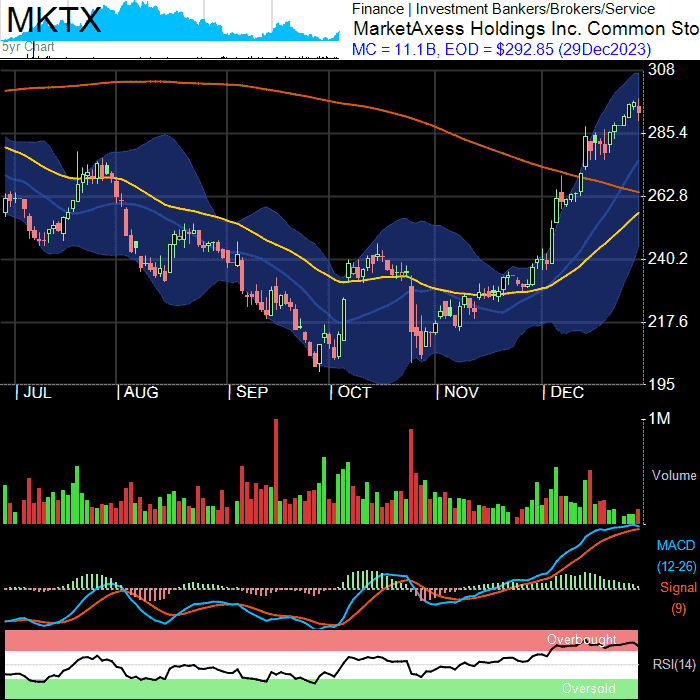 MKTX
5yr Chart
Finance | Investment Bankers/Brokers/Service
MarketAxess Holdings Inc. Common Sto
MC = 11.1B, EOD = $292.85 (29Dec2023)
308
285.4
262.8
240.2
217.6
195
JUL AUG SEP OCT NOV DEC
1M
Volume
MACD
(12-26)
Signal
(9)
Overbought
RSI(14)
Oversold